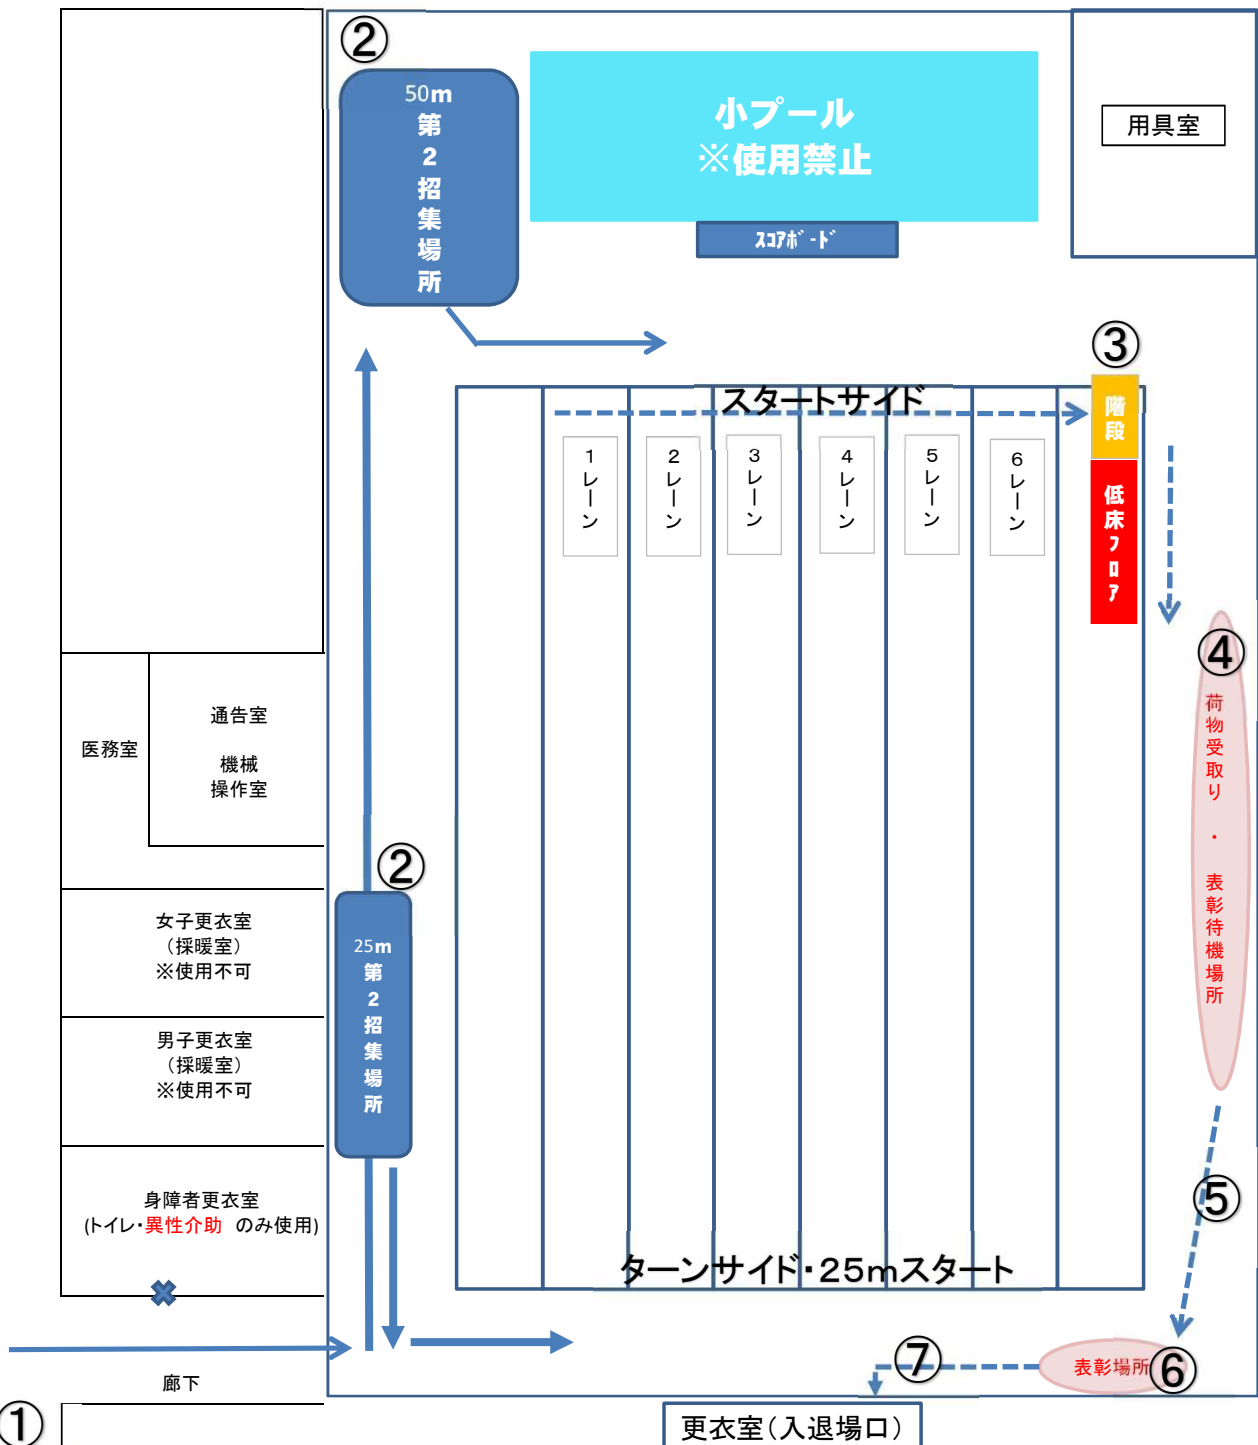 ②
50m
第2招集場所
小プール
※使用禁止
スコアボード
用具室
③
階段
低床フロア
スタートサイド
1レーン
2レーン
3レーン
4レーン
5レーン
6レーン
④
荷物受取り・表彰待機場所
医務室
通告室
機械
操作室
②
25m
第2招集場所
女子更衣室
(採暖室)
※使用不可
男子更衣室
(採暖室)
※使用不可
身障者更衣室
(トイレ・異性介助 のみ使用)
⑤
ターンサイド・25mスタート
⑦
表彰場所
⑥
廊下
①
更衣室(入退場口)